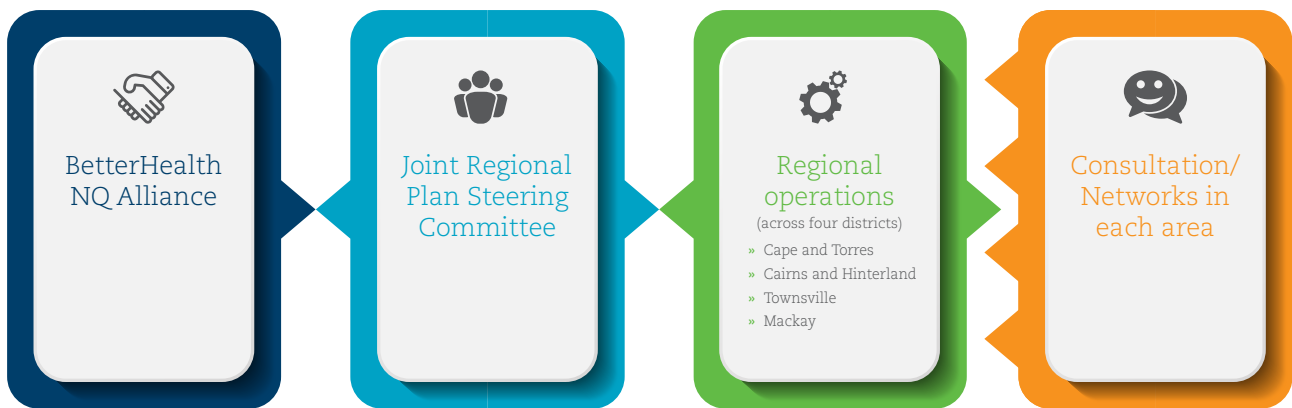 BetterHealth
NQ Alliance
Joint Regional
Plan Steering
Committee
Regional
operations
(across four districts)
» Cape and Torres
» Cairns and Hinterland
» Townsville
» Mackay
Consultation/
Networks in
each area